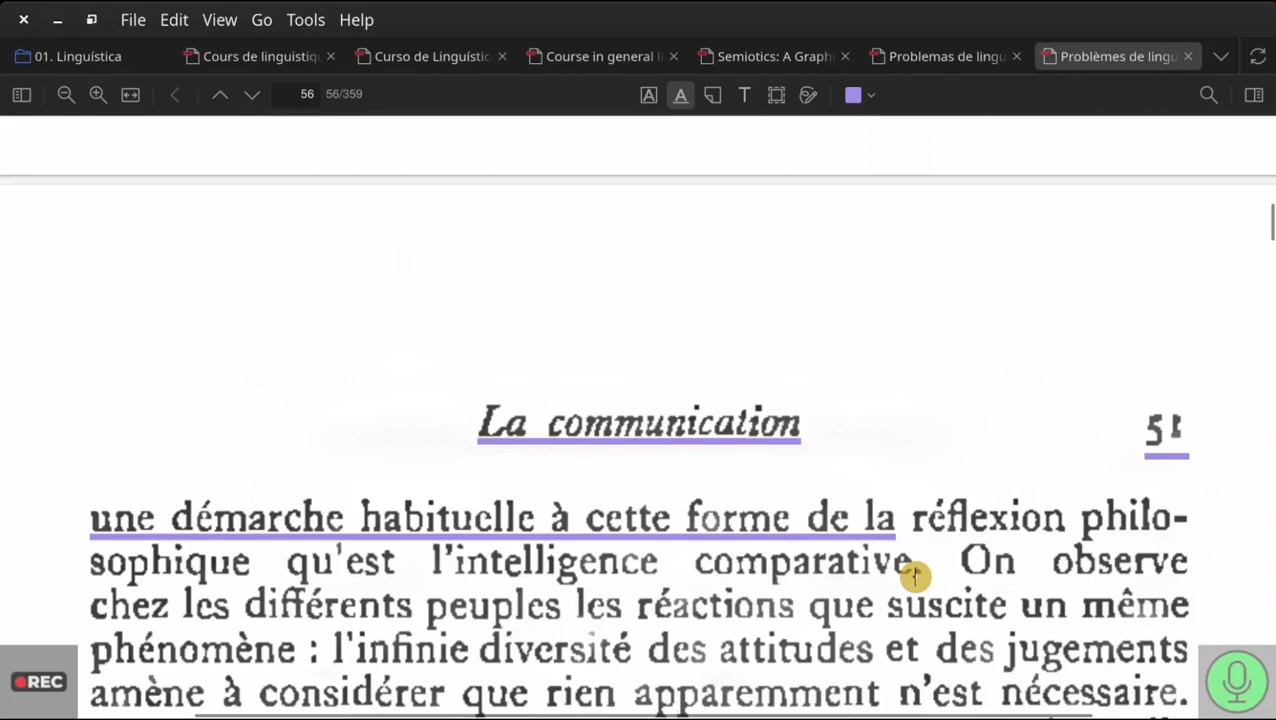 File Edit View Go Tools Help
01. Linguística Cours de linguistiq Curso de Linguístic Course in general li Semiotics: A Graph Problemas de lingu Problèmes de lingu
56 56/359
La communication 51
une démarche habituelle à cette forme de la réflexion philo-
sophique qu'est l'intelligence comparative. On observe
chez les différents peuples les réactions que suscite un même
phénomène : l'infinie diversité des attitudes et des jugements
amène à considérer que rien apparemment n'est nécessaire.
REC